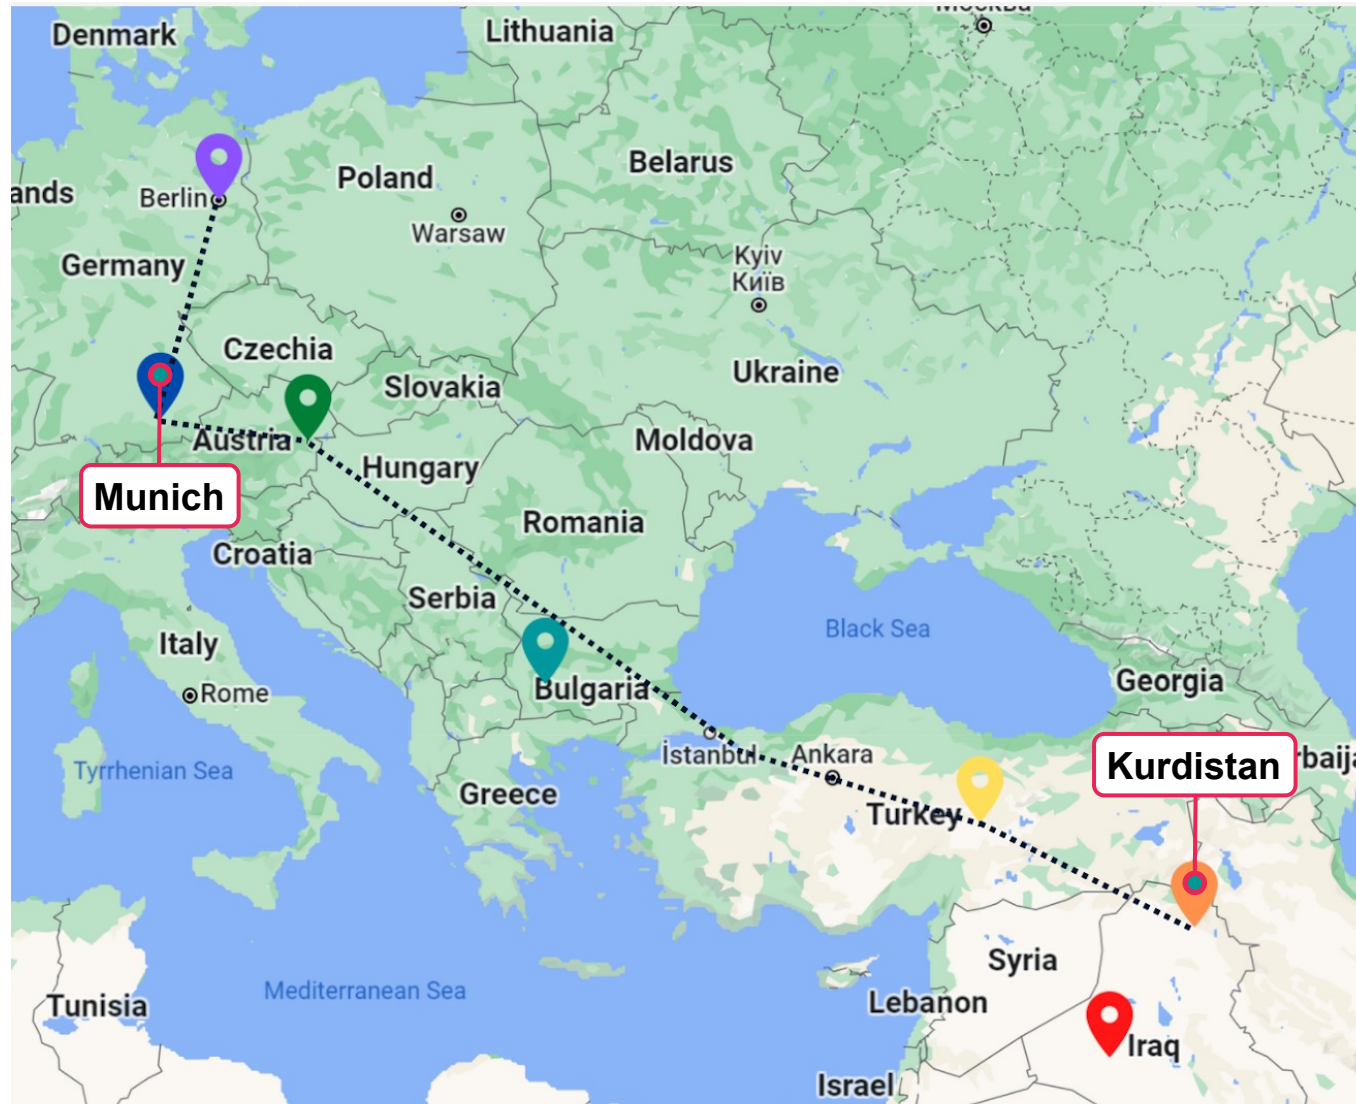 Москва
Denmark
Lithuania
Belarus
Poland
ands
Berlin
Warsaw
Germany
Kyiv
Київ
Czechia
Slovakia
Ukraine
Austria
Moldova
Hungary
Munich
Romania
Croatia
Serbia
Black Sea
Italy
Georgia
Bulgaria
Rome
İstanbul
Ankara
Kurdistan
rbaija
Tyrrhenian Sea
Greece
Turkey
Syria
Mediterranean Sea
Lebanon
Tunisia
Iraq
Israel